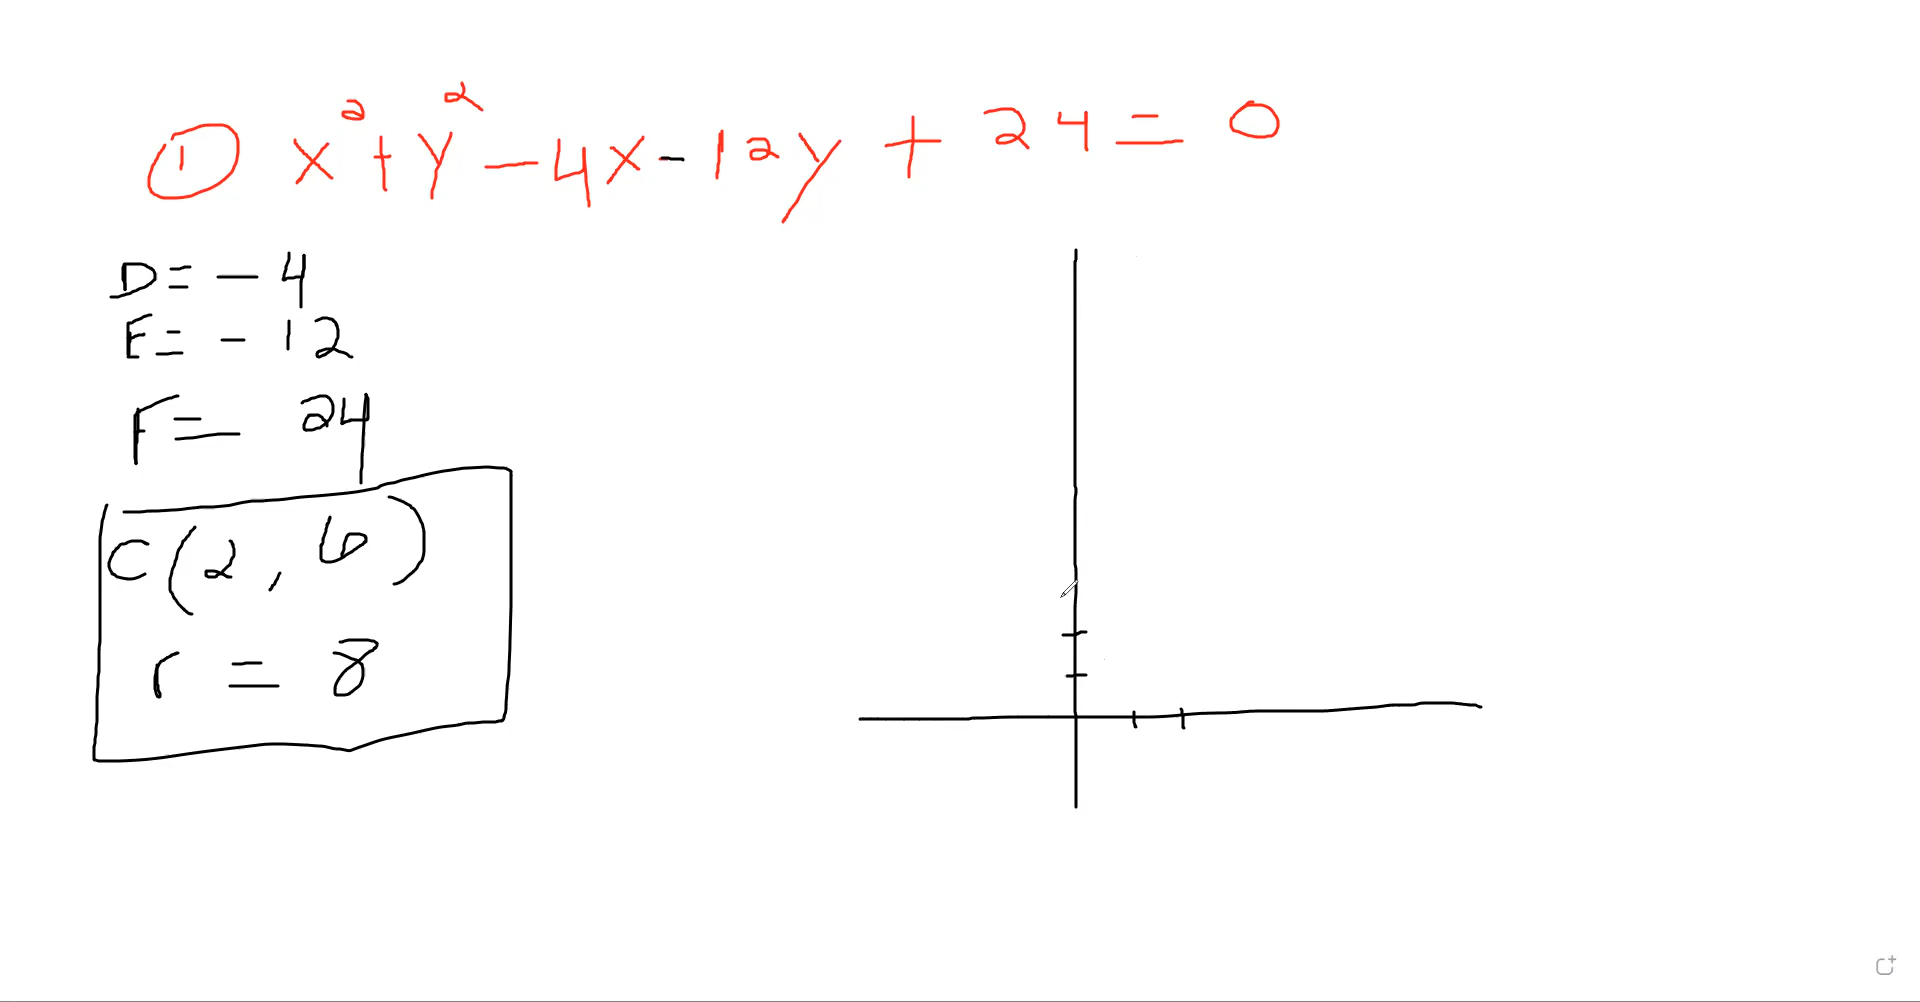 ① x²+y²-4x-12y+24=0
D=-4
E=-12
F=24
C(2,6)
r=8